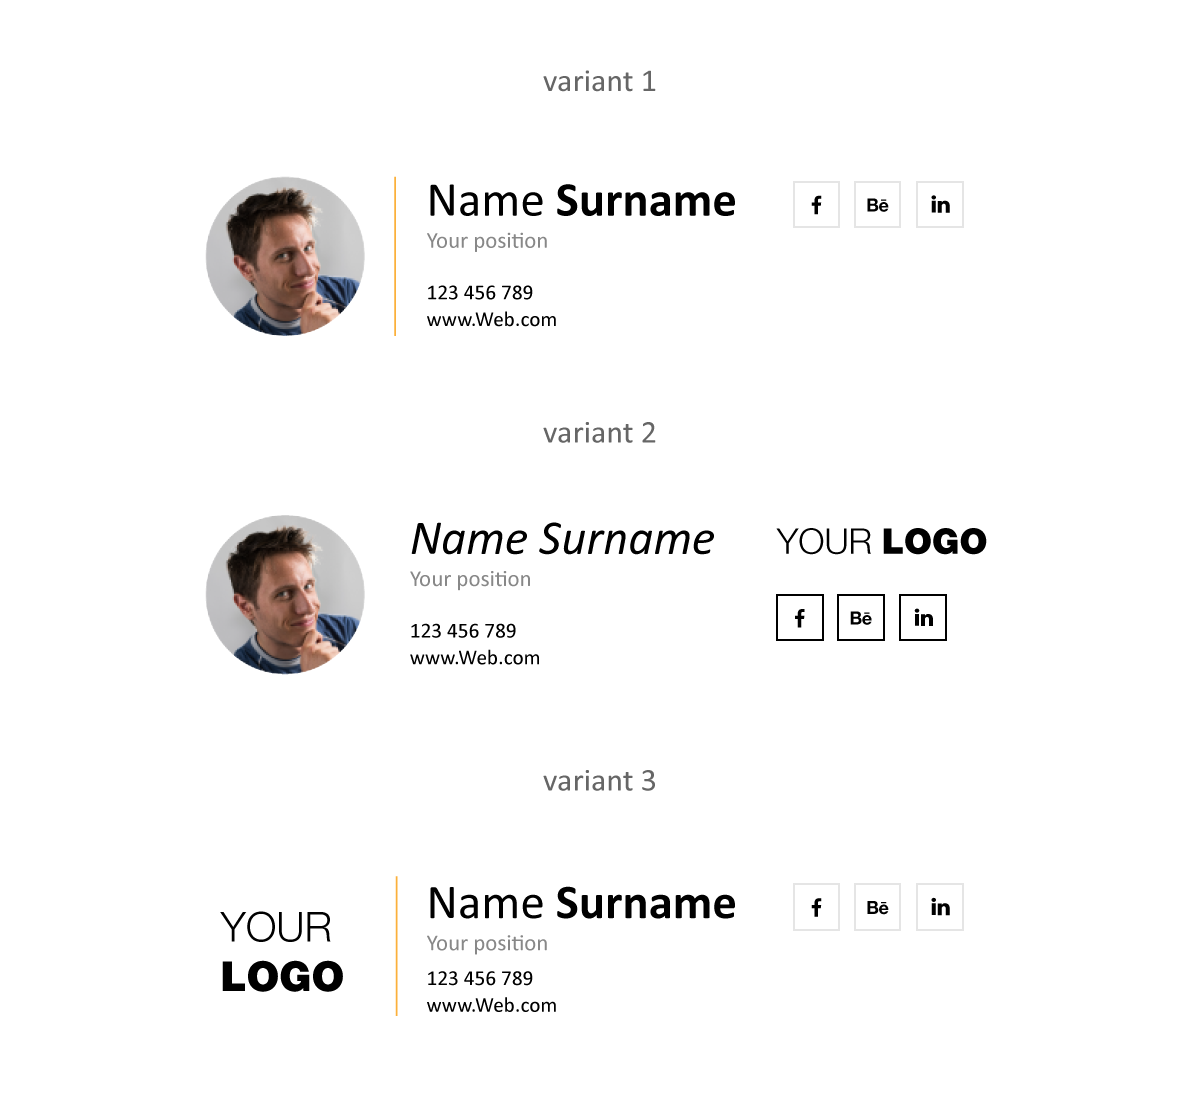 variant 1
Name Surname
Your position
123 456 789
www.Web.com
f Bē in
variant 2
Name Surname
Your position
123 456 789
www.Web.com
YOUR LOGO
f Bē in
variant 3
YOUR
LOGO
Name Surname
Your position
123 456 789
www.Web.com
f Bē in